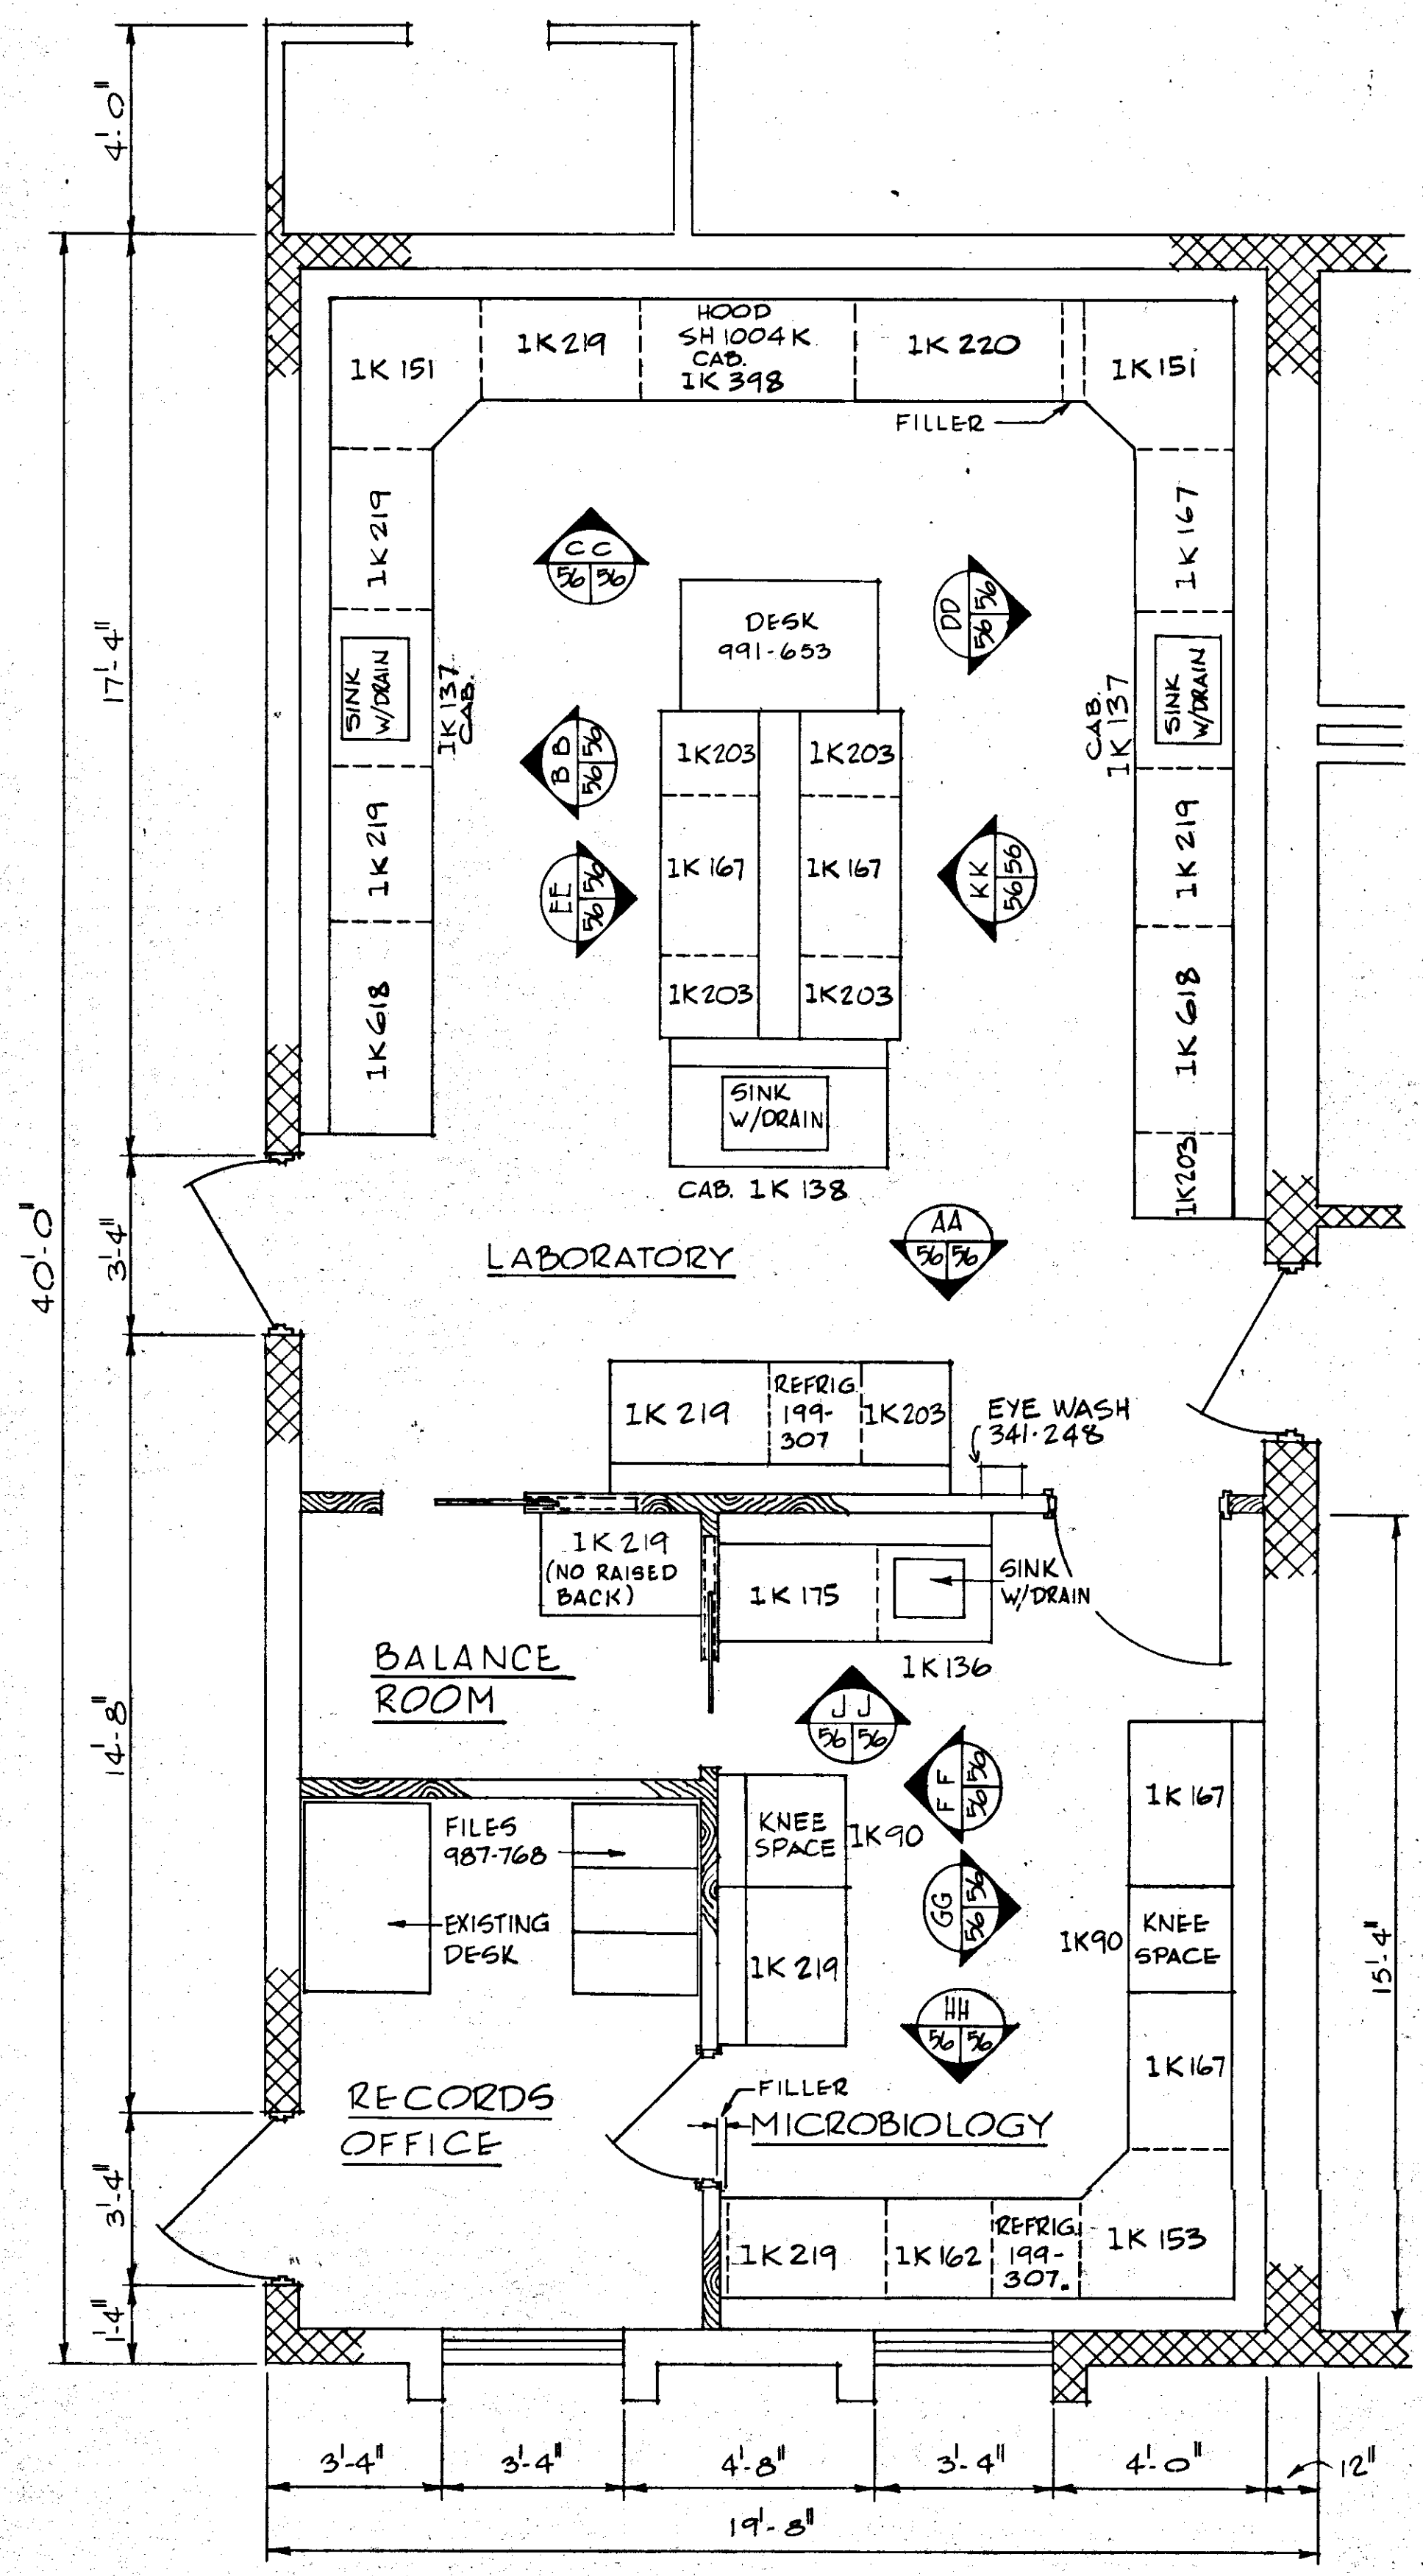 4'-0"
HOOD
SH 1004K
CAB.
1K 398
1K 151
1K 219
1K 220
1K 151
FILLER
1K 219
1K 167
CC
56 56
DD
56 56
DESK
991-653
17'-4"
SINK
W/DRAIN
1K 137
CAB.
CAB.
1K 137
SINK
W/DRAIN
BB
56 56
1K203
1K203
1K 219
1K 167
1K 167
1K 219
EE
56 56
KK
56 56
1K 618
1K203
1K203
1K 618
SINK
W/DRAIN
1K203
CAB. 1K 138
40'-0"
3'-4"
LABORATORY
AA
56 56
1K 219
REFRIG.
199-
307
1K203
EYE WASH
341-248
1K 219
(NO RAISED
BACK)
1K 175
SINK
W/DRAIN
1K136
BALANCE
ROOM
14'-8"
JJ
56 56
FF
56 56
1K 167
FILES
987-768
KNEE
SPACE
1K90
GG
56 56
EXISTING
DESK
1K90
KNEE
SPACE
15'-4"
1K 219
HH
56 56
1K 167
RECORDS
OFFICE
FILLER
MICROBIOLOGY
3'-4"
1K 219
1K 162
REFRIG.
199-
307.
1K 153
1'-4"
3'-4"
3'-4"
4'-8"
3'-4"
4'-0"
12"
19'-8"